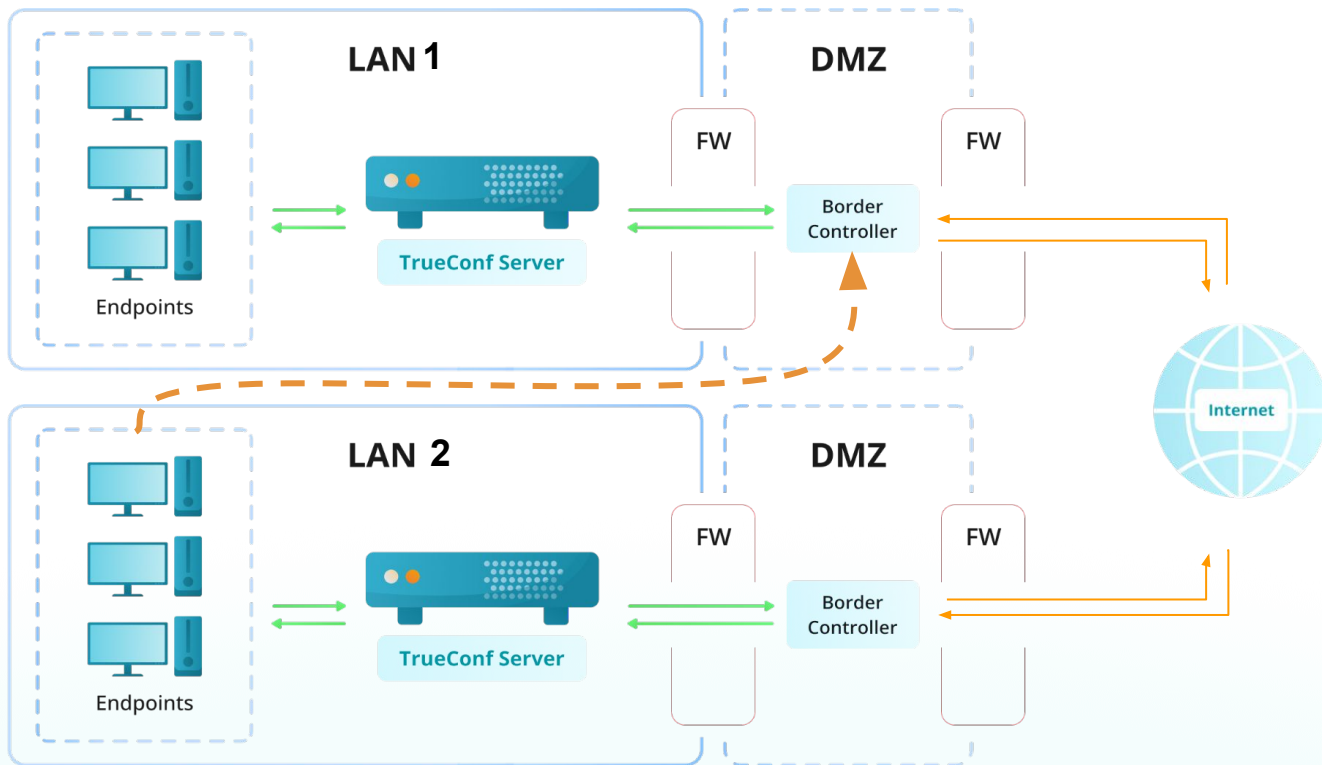 LAN 1
DMZ
FW
FW
Border
Controller
TrueConf Server
Endpoints
Internet
LAN 2
DMZ
FW
FW
Border
Controller
TrueConf Server
Endpoints